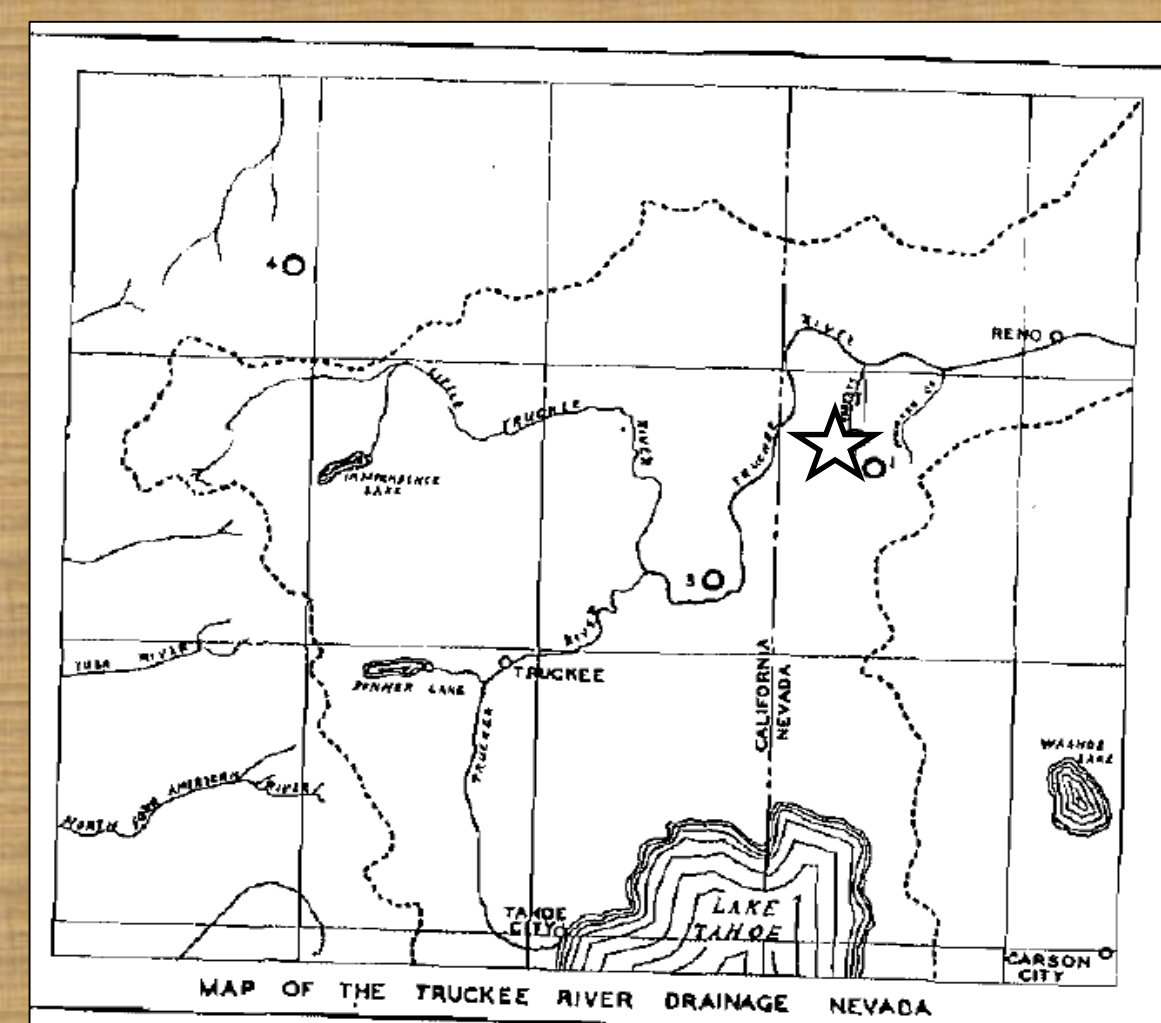 4
RIVER
RENO
LITTLE
TRUCKEE
RIVER
TRUCKEE
1
INDEPENDENCE
LAKE
3
RIVER
TRUCKEE
YUBA RIVER
DONNER LAKE
TRUCKEE
CALIFORNIA
NEVADA
WASHOE
LAKE
NORTH FORK AMERICAN RIVER
TAHOE
CITY
LAKE
TAHOE
CARSON
CITY
MAP OF THE TRUCKEE RIVER DRAINAGE NEVADA